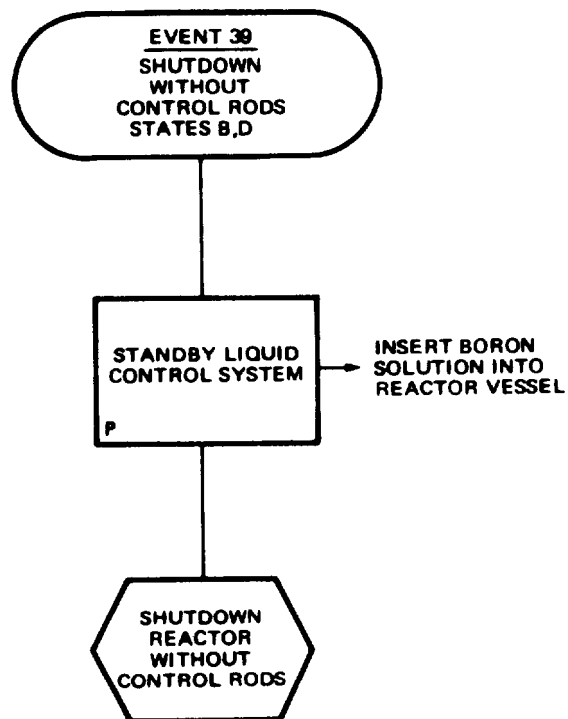 EVENT 39
SHUTDOWN
WITHOUT
CONTROL RODS
STATES B,D
STANDBY LIQUID
CONTROL SYSTEM
P
INSERT BORON
SOLUTION INTO
REACTOR VESSEL
SHUTDOWN
REACTOR
WITHOUT
CONTROL RODS